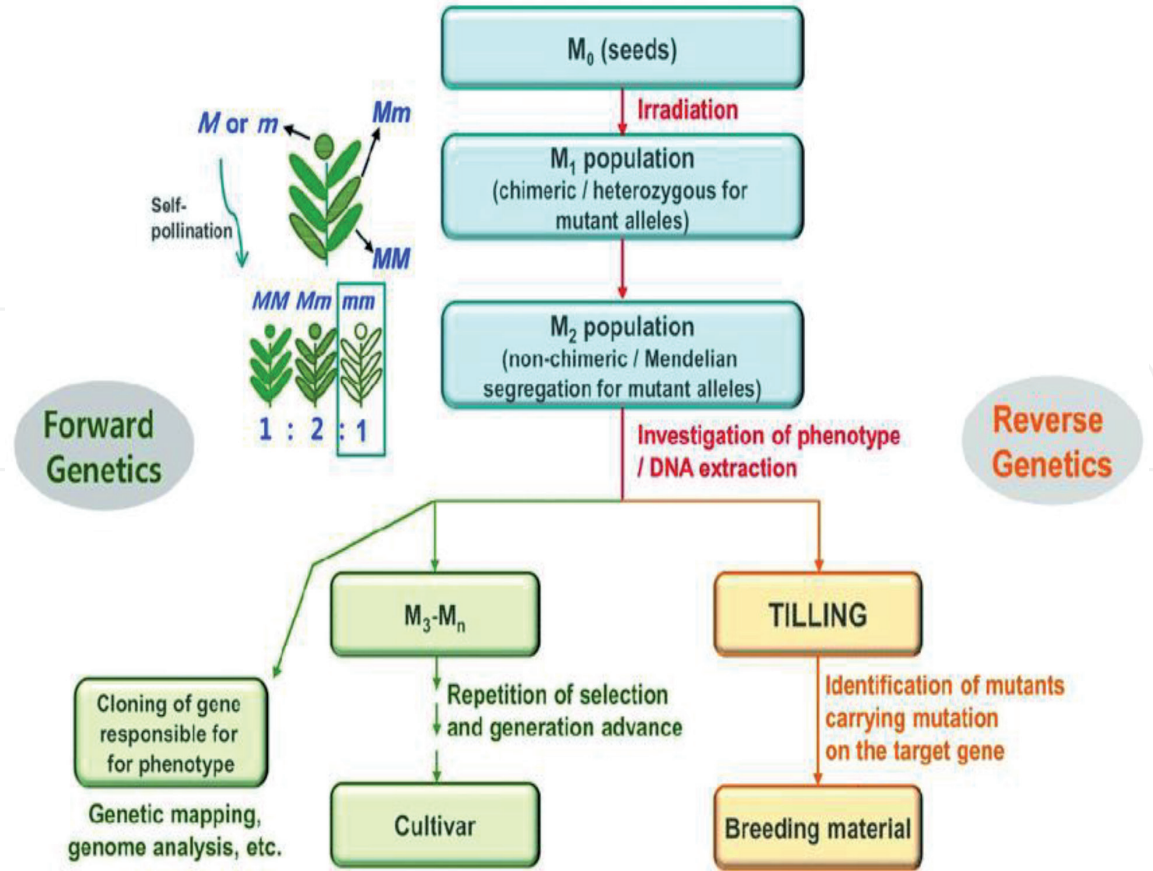 M₀ (seeds)
Irradiation
M or m
Mm
M₁ population
(chimeric / heterozygous for
mutant alleles)
Self-
pollination
MM
MM Mm mm
1 : 2 : 1
M₂ population
(non-chimeric / Mendelian
segregation for mutant alleles)
Forward
Genetics
Reverse
Genetics
Investigation of phenotype
/ DNA extraction
M₃-Mₙ
TILLING
Cloning of gene
responsible for
for phenotype
Genetic mapping,
genome analysis, etc.
Repetition of selection
and generation advance
Cultivar
Identification of mutants
carrying mutation
on the target gene
Breeding material